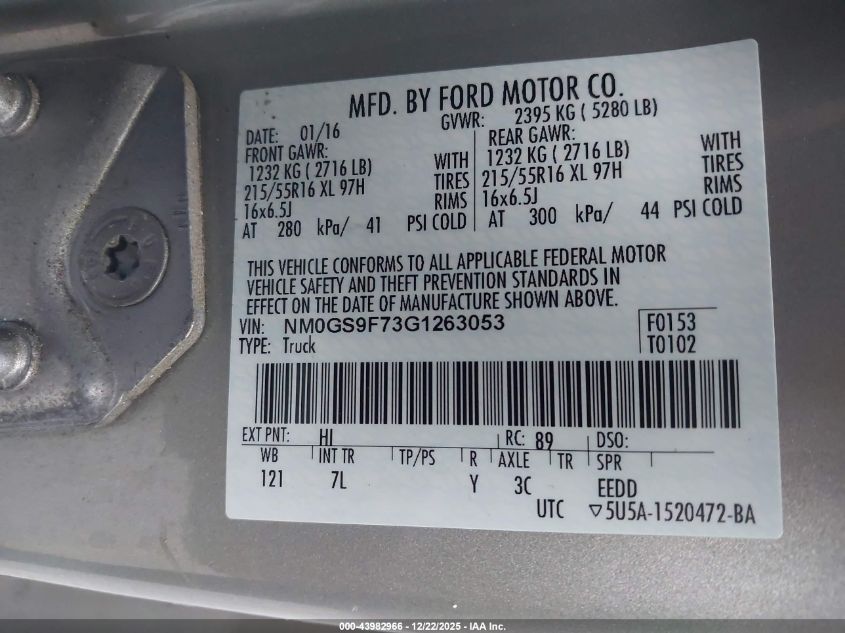 MFD. BY FORD MOTOR CO.
DATE: 01/16 GVWR: 2395 KG ( 5280 LB)
FRONT GAWR: REAR GAWR:
1232 KG ( 2716 LB) WITH 1232 KG ( 2716 LB) WITH
215/55R16 XL 97H TIRES 215/55R16 XL 97H TIRES
16x6.5J RIMS 16x6.5J RIMS
AT 280 kPa/ 41 PSI COLD AT 300 kPa/ 44 PSI COLD
THIS VEHICLE CONFORMS TO ALL APPLICABLE FEDERAL MOTOR
VEHICLE SAFETY AND THEFT PREVENTION STANDARDS IN
EFFECT ON THE DATE OF MANUFACTURE SHOWN ABOVE.
VIN: NM0GS9F73G1263053 F0153
TYPE: Truck T0102
EXT PNT: HI RC: 89 DSO:
WB INT TR TP/PS R AXLE TR SPR
121 7L Y 3C EEDD
UTC ▽5U5A-1520472-BA
000-43982966 - 12/22/2025 - IAA Inc.